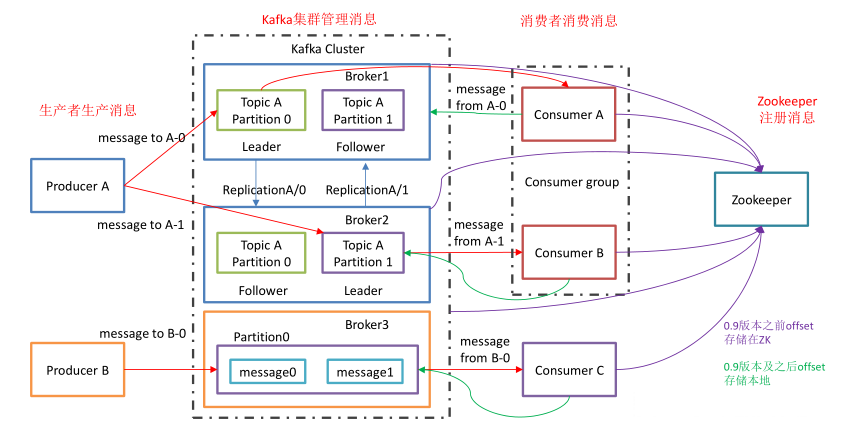 Kafka集群管理消息
消费者消费消息
Kafka Cluster
Broker1
Topic A
Partition 0
Topic A
Partition 1
Leader
Follower
message
from A-0
Consumer A
Zookeeper
注册消息
生产者生产消息
message to A-0
Producer A
ReplicationA/0
ReplicationA/1
Consumer group
Zookeeper
message to A-1
Broker2
Topic A
Partition 0
Topic A
Partition 1
Follower
Leader
message
from A-1
Consumer B
Broker3
Partition0
message0
message1
message to B-0
Producer B
message
from B-0
Consumer C
0.9版本之前offset
存储在ZK
0.9版本及之后offset
存储本地